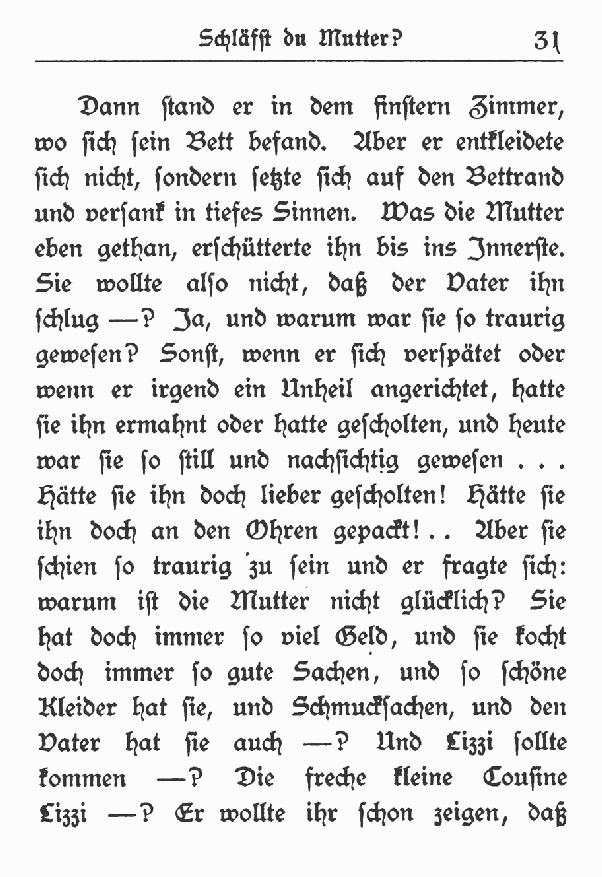 Schläfst du Mutter? 31
Dann stand er in dem finstern Zimmer,
wo sich sein Bett befand. Aber er entkleidete
sich nicht, sondern setzte sich auf den Bettrand
und versank in tiefes Sinnen. Was die Mutter
eben gethan, erschütterte ihn bis ins Innerste.
Sie wollte also nicht, daß der Vater ihn
schlug —? Ja, und warum war sie so traurig
gewesen? Sonst, wenn er sich verspätet oder
wenn er irgend ein Unheil angerichtet, hatte
sie ihn ermahnt oder hatte gescholten, und heute
war sie so still und nachsichtig gewesen . . .
Hätte sie ihn doch lieber gescholten! Hätte sie
ihn doch an den Ohren gepackt! . . Aber sie
schien so traurig zu sein und er fragte sich:
warum ist die Mutter nicht glücklich? Sie
hat doch immer so viel Geld, und sie kocht
doch immer so gute Sachen, und so schöne
Kleider hat sie, und Schmucksachen, und den
Vater hat sie auch —? Und Lizzi sollte
kommen —? Die freche kleine Cousine
Lizzi —? Er wollte ihr schon zeigen, daß